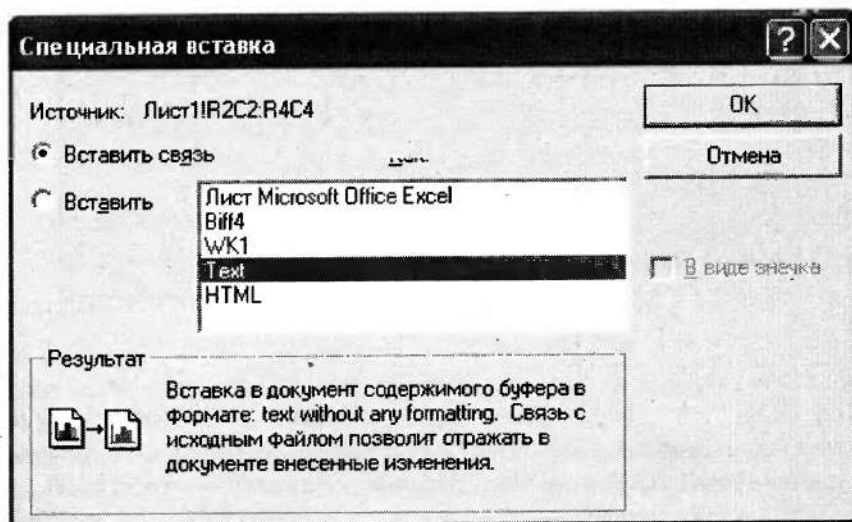 Специальная вставка
Источник: Лист1!R2C2:R4C4
OK
Вставить связь
Отмена
Вставить
Лист Microsoft Office Excel
Biff4
WK1
Text
HTML
В виде значка
Результат
Вставка в документ содержимого буфера в
формате: text without any formatting. Связь с
исходным файлом позволит отражать в
документе внесенные изменения.